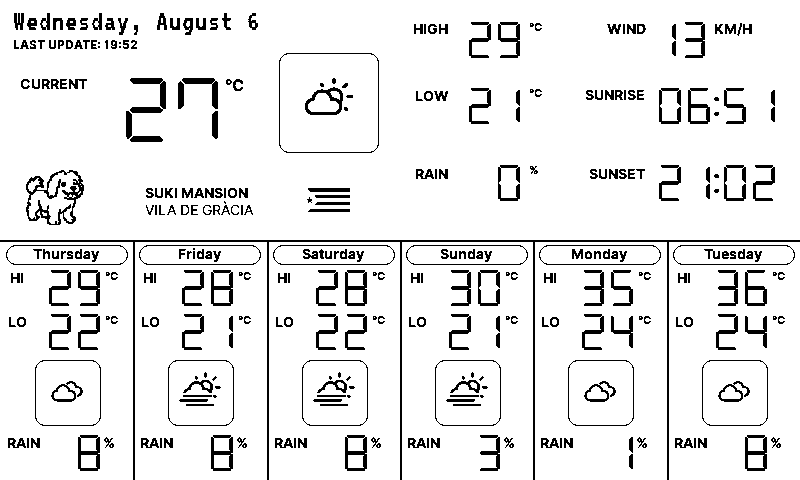 Wednesday, August 6
LAST UPDATE: 19:52
CURRENT 27 °C
HIGH 29 °C
LOW 21 °C
RAIN 0 %
WIND 13 KM/H
SUNRISE 06:51
SUNSET 21:02
SUKI MANSION
VILA DE GRÀCIA
Thursday
HI 29 °C
LO 22 °C
RAIN 8 %
Friday
HI 28 °C
LO 21 °C
RAIN 8 %
Saturday
HI 28 °C
LO 22 °C
RAIN 8 %
Sunday
HI 30 °C
LO 21 °C
RAIN 3 %
Monday
HI 35 °C
LO 24 °C
RAIN 1 %
Tuesday
HI 36 °C
LO 24 °C
RAIN 8 %